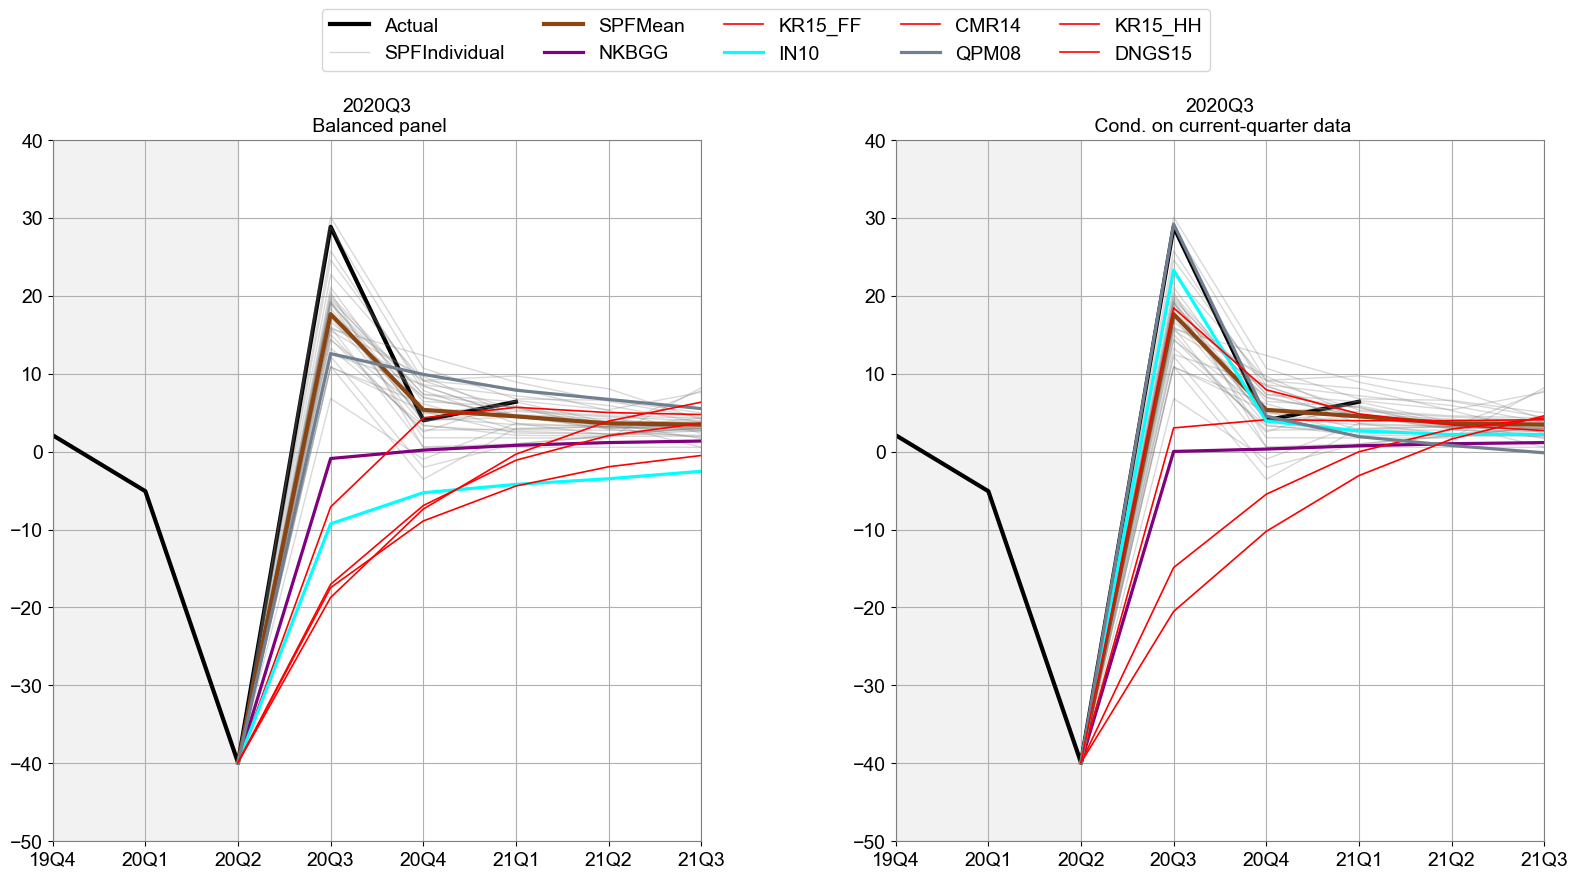 Actual SPFMean KR15_FF CMR14 KR15_HH
SPFIndividual NKBGG IN10 QPM08 DNGS15
2020Q3
Balanced panel
40
30
20
10
0
−10
−20
−30
−40
−50
19Q4 20Q1 20Q2 20Q3 20Q4 21Q1 21Q2 21Q3
2020Q3
Cond. on current-quarter data
40
30
20
10
0
−10
−20
−30
−40
−50
19Q4 20Q1 20Q2 20Q3 20Q4 21Q1 21Q2 21Q3